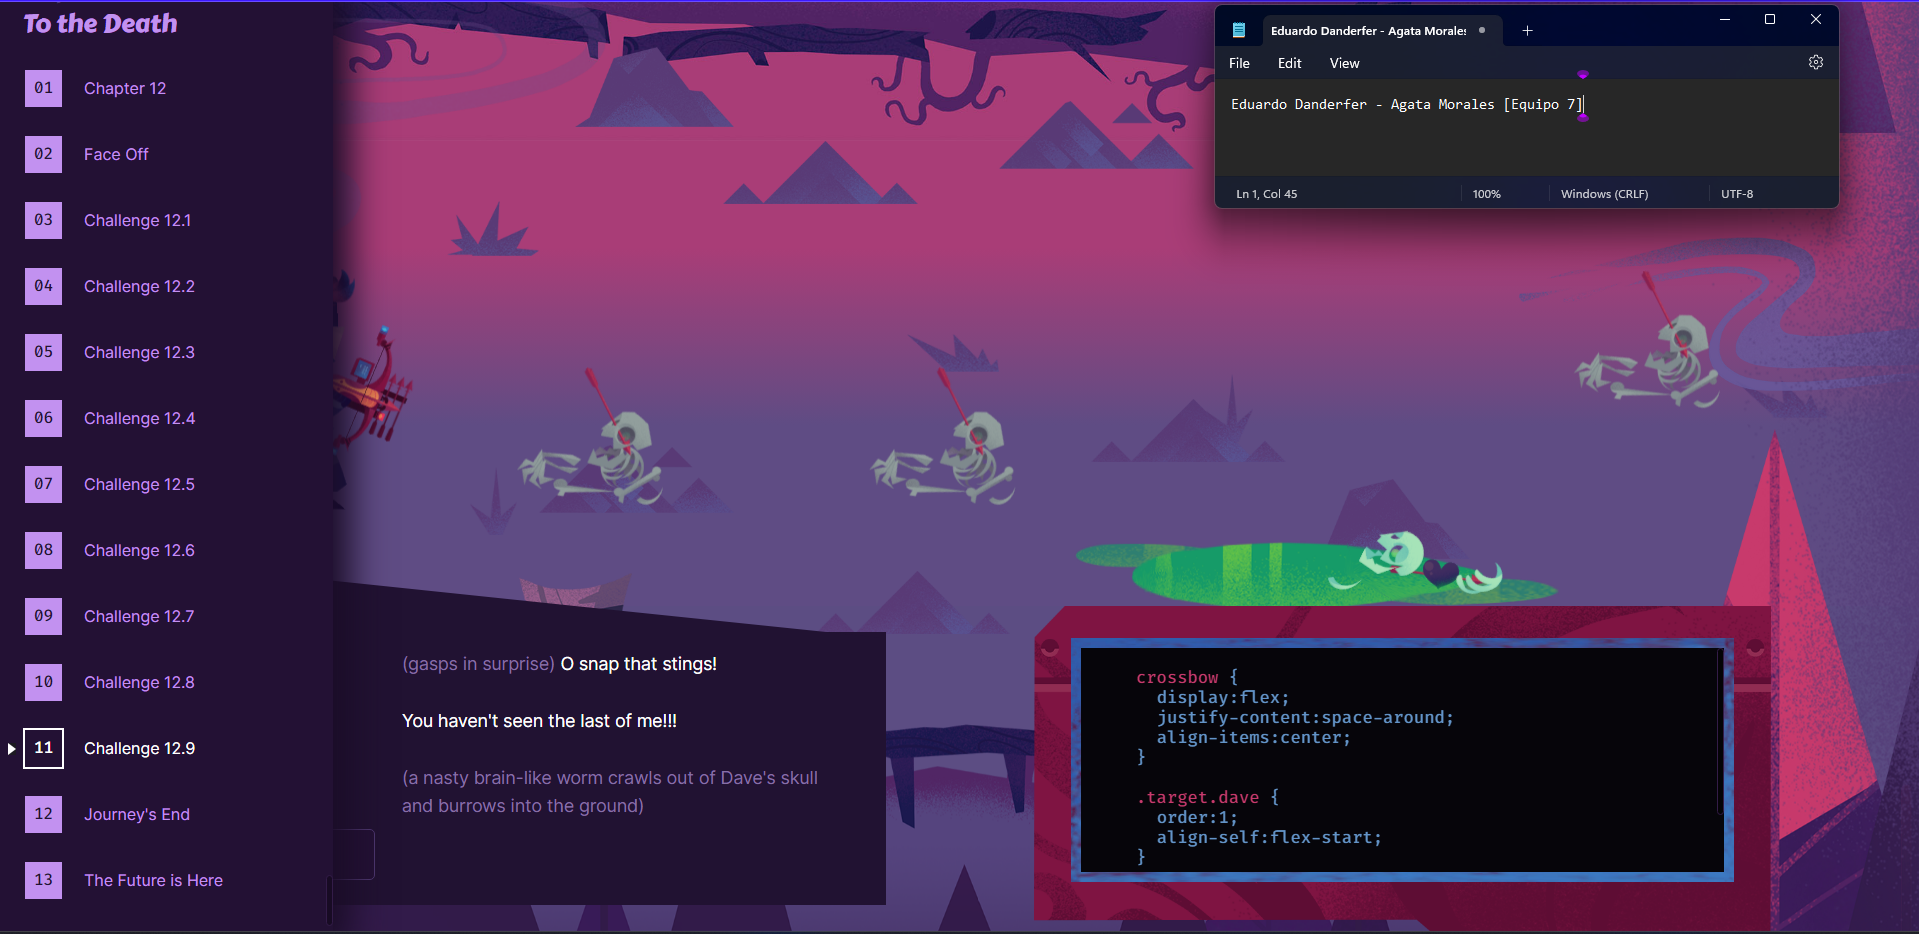 To the Death
01 Chapter 12
02 Face Off
03 Challenge 12.1
04 Challenge 12.2
05 Challenge 12.3
06 Challenge 12.4
07 Challenge 12.5
08 Challenge 12.6
09 Challenge 12.7
10 Challenge 12.8
11 Challenge 12.9
12 Journey's End
13 The Future is Here
Eduardo Danderfer - Agata Morales
File Edit View
Eduardo Danderfer - Agata Morales [Equipo 7]
Ln 1, Col 45 100% Windows (CRLF) UTF-8
(gasps in surprise) O snap that stings!
You haven't seen the last of me!!!
(a nasty brain-like worm crawls out of Dave's skull
and burrows into the ground)
crossbow {
display:flex;
justify-content:space-around;
align-items:center;
}
.target.dave {
order:1;
align-self:flex-start;
}